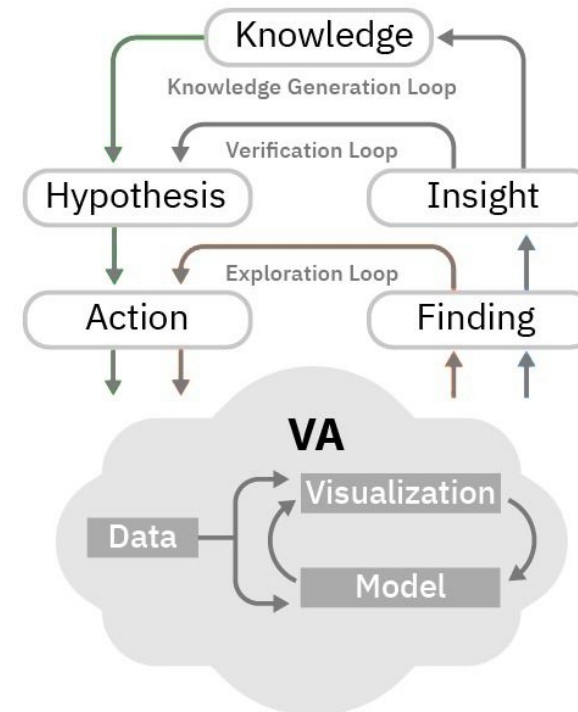 Knowledge
Knowledge Generation Loop
Verification Loop
Hypothesis
Insight
Exploration Loop
Action
Finding
VA
Visualization
Data
Model